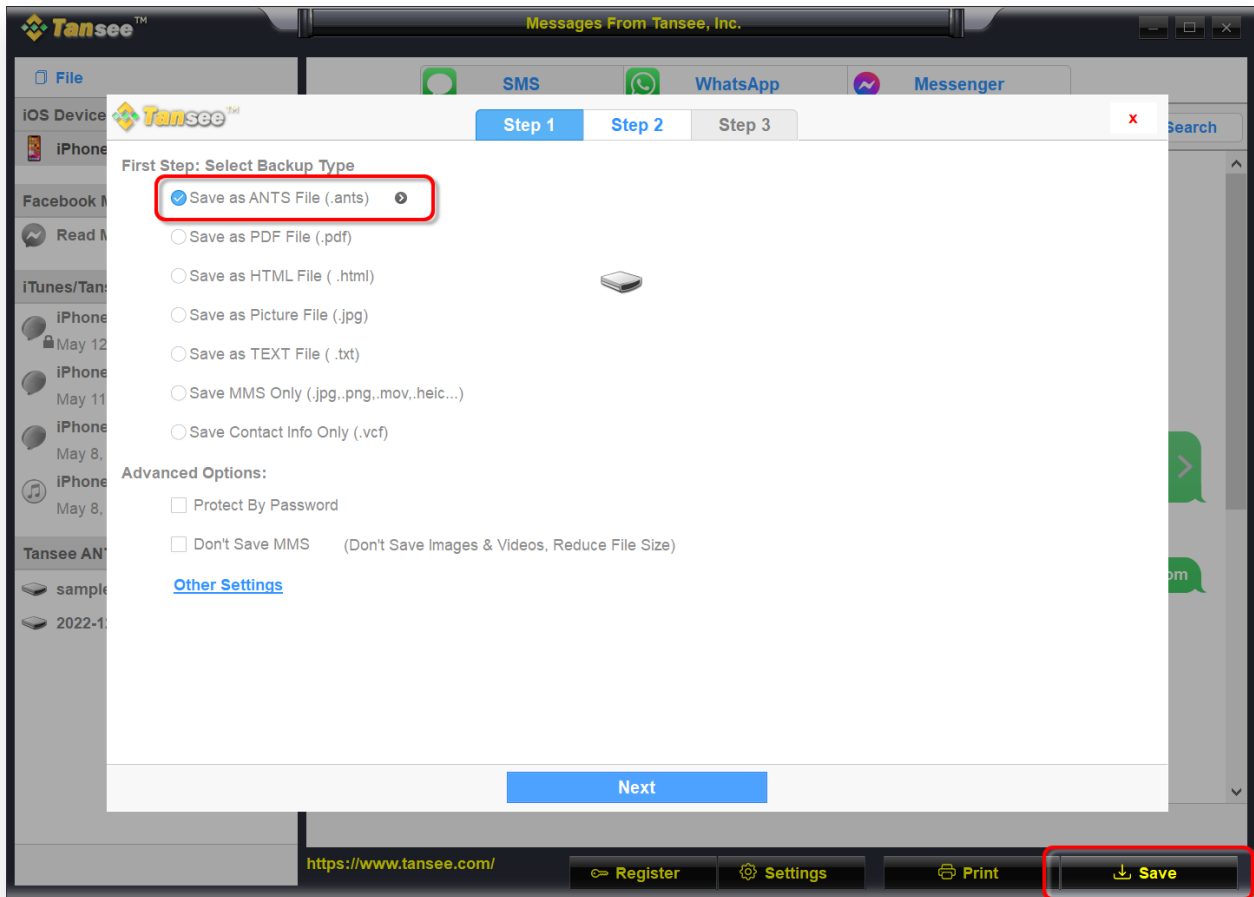 Tansee™
Messages From Tansee, Inc.
File
SMS
WhatsApp
Messenger
iOS Device
Tansee™
Step 1
Step 2
Step 3
x
Search
iPhone
First Step: Select Backup Type
Save as ANTS File (.ants)
Facebook
Read
Save as PDF File (.pdf)
Save as HTML File ( .html)
iTunes/Tans
iPhone
Save as Picture File (.jpg)
May 12
Save as TEXT File ( .txt)
iPhone
May 11
Save MMS Only (.jpg,.png,.mov,.heic...)
iPhone
Save Contact Info Only (.vcf)
May 8,
Advanced Options:
iPhone
May 8,
Protect By Password
Don't Save MMS (Don't Save Images & Videos, Reduce File Size)
Tansee AN
om
sample
Other Settings
2022-1
Next
https://www.tansee.com/
Register
Settings
Print
Save